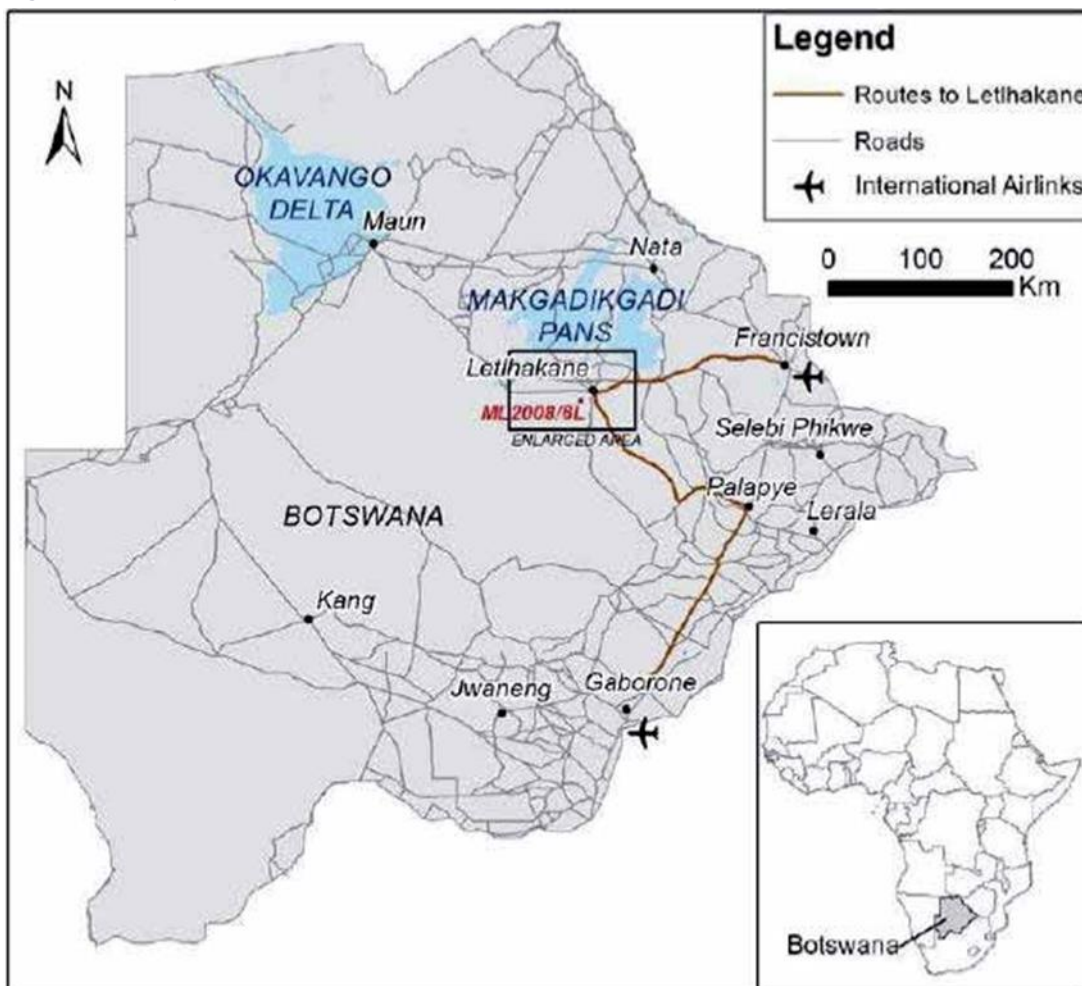 Legend
Routes to Letlhakane
Roads
International Airlinks
0 100 200
Km
N
OKAVANGO
DELTA
Maun
Nata
MAKGADIKGADI
PANS
Francistown
Letlhakane
ML2008/6L
ENLARGED AREA
Selebi Phikwe
Palapye
Lerala
BOTSWANA
Kang
Jwaneng
Gaborone
Botswana